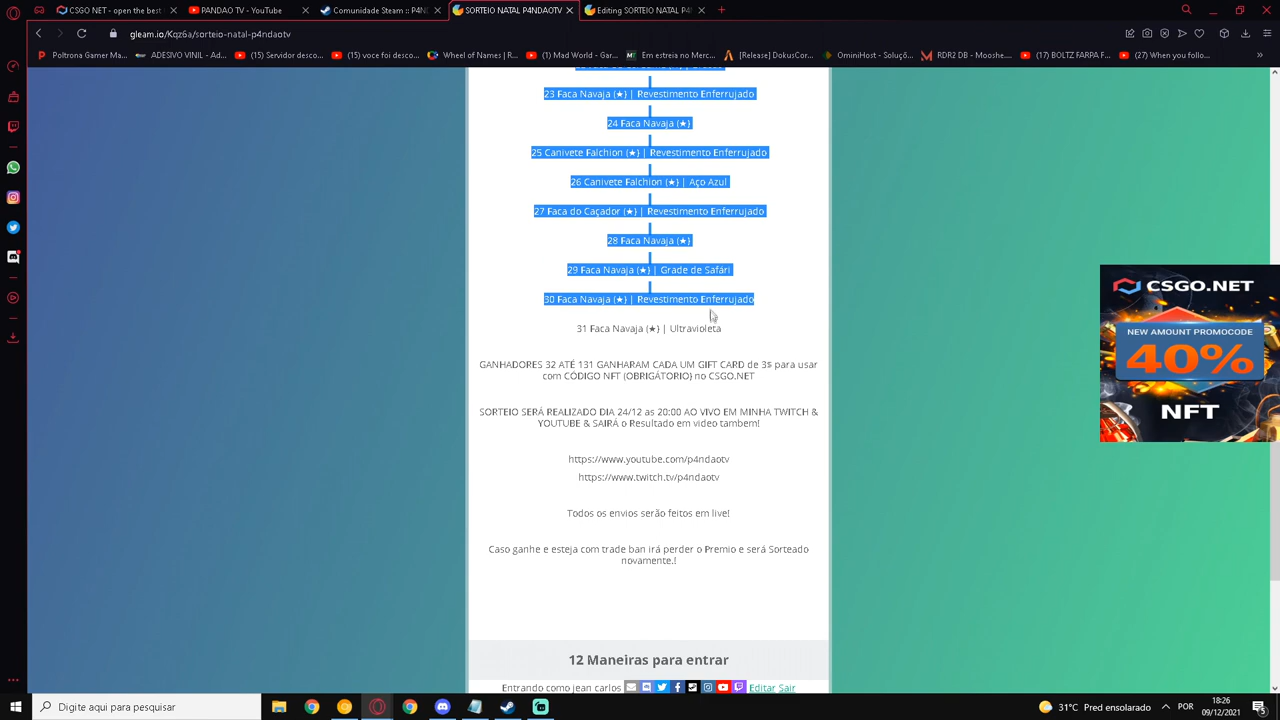 CSGO NET - open the best
PANDAO TV - YouTube
Comunidade Steam :: P4N
SORTEIO NATAL P4NDAOTV
Editing SORTEIO NATAL P4
gleam.io/Kqz6a/sorteio-natal-p4ndaotv
Poltrona Gamer Ma...
ADESIVO VINIL - Ad...
(15) Servidor desco...
(15) voce foi desco...
Wheel of Names | R...
(1) Mad World - Gar...
Em estreia no Merc...
[Release] DokusCor...
OminiHost - Soluçõ...
RDR2 DB - Mooshe...
(17) BOLTZ FARPA F...
(27) When you follo...
23 Faca Navaja (★) | Revestimento Enferrujado
24 Faca Navaja (★)
25 Canivete Falchion (★) | Revestimento Enferrujado
26 Canivete Falchion (★) | Aço Azul
27 Faca do Caçador (★) | Revestimento Enferrujado
28 Faca Navaja (★)
29 Faca Navaja (★) | Grade de Safári
30 Faca Navaja (★) | Revestimento Enferrujado
31 Faca Navaja (★) | Ultravioleta
GANHADORES 32 ATÉ 131 GANHARAM CADA UM GIFT CARD de 3$ para usar
com CÓDIGO NFT (OBRIGÁTORIO) no CSGO.NET
SORTEIO SERÁ REALIZADO DIA 24/12 as 20:00 AO VIVO EM MINHA TWITCH &
YOUTUBE & SAIRÁ o Resultado em video tambem!
https://www.youtube.com/p4ndaotv
https://www.twitch.tv/p4ndaotv
Todos os envios serão feitos em live!
Caso ganhe e esteja com trade ban irá perder o Premio e será Sorteado
novamente.!
12 Maneiras para entrar
Entrando como jean carlos
Editar Sair
CSGO.NET
NEW AMOUNT PROMOCODE
40%
NFT
Digite aqui para pesquisar
31°C Pred ensolarado
POR
18:26
09/12/2021